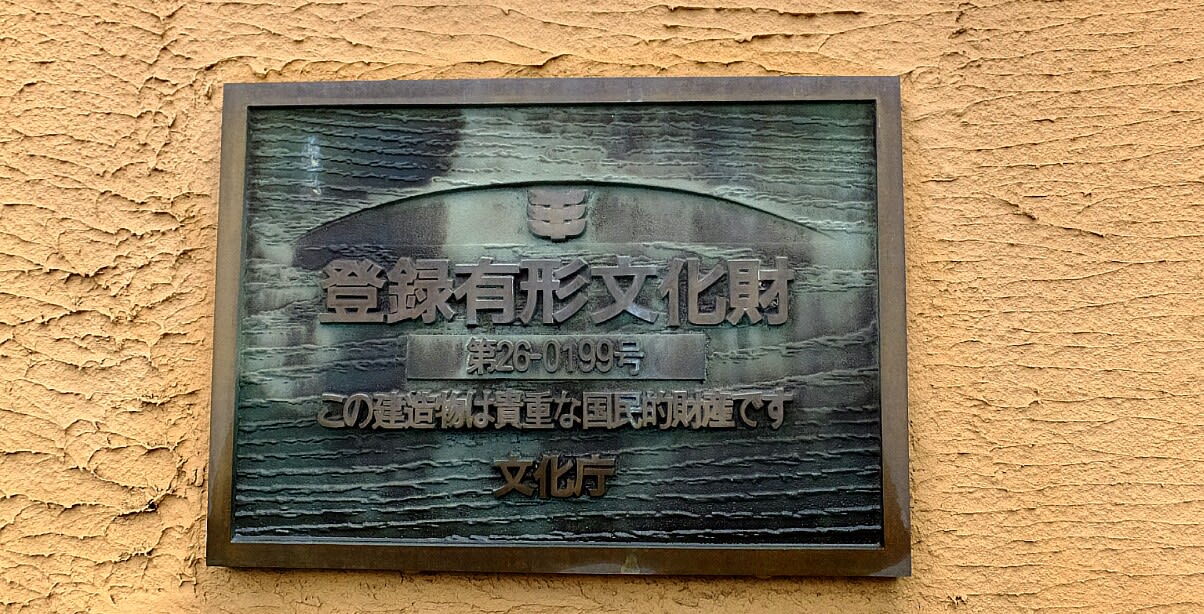 登録有形文化財
第26-0199号
この建造物は貴重な国民的財産です
文化庁